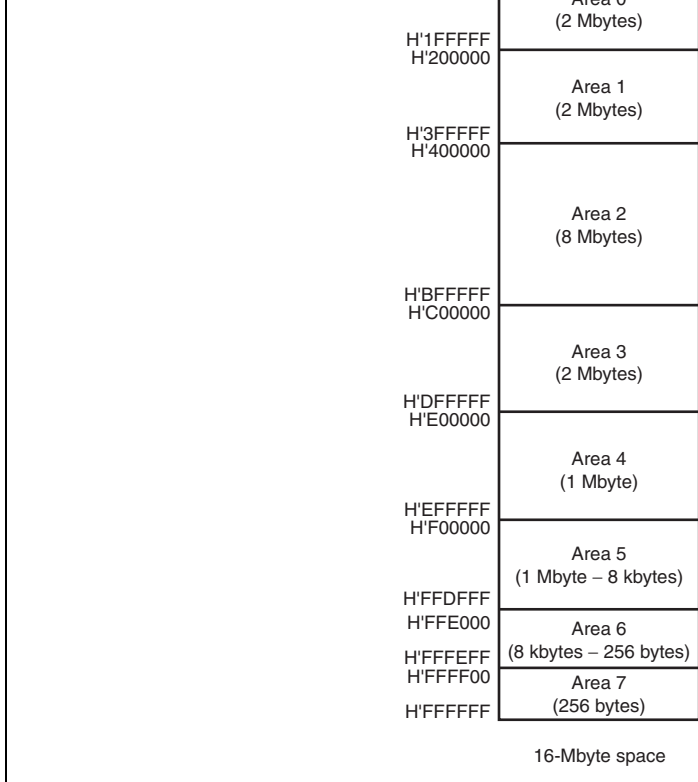 Area 0
(2 Mbytes)
H'1FFFFF
H'200000
Area 1
(2 Mbytes)
H'3FFFFF
H'400000
Area 2
(8 Mbytes)
H'BFFFFF
H'C00000
Area 3
(2 Mbytes)
H'DFFFFF
H'E00000
Area 4
(1 Mbyte)
H'EFFFFF
H'F00000
Area 5
(1 Mbyte – 8 kbytes)
H'FFDFFF
H'FFE000
Area 6
(8 kbytes – 256 bytes)
H'FFFEFF
H'FFFF00
Area 7
(256 bytes)
H'FFFFFF
16-Mbyte space